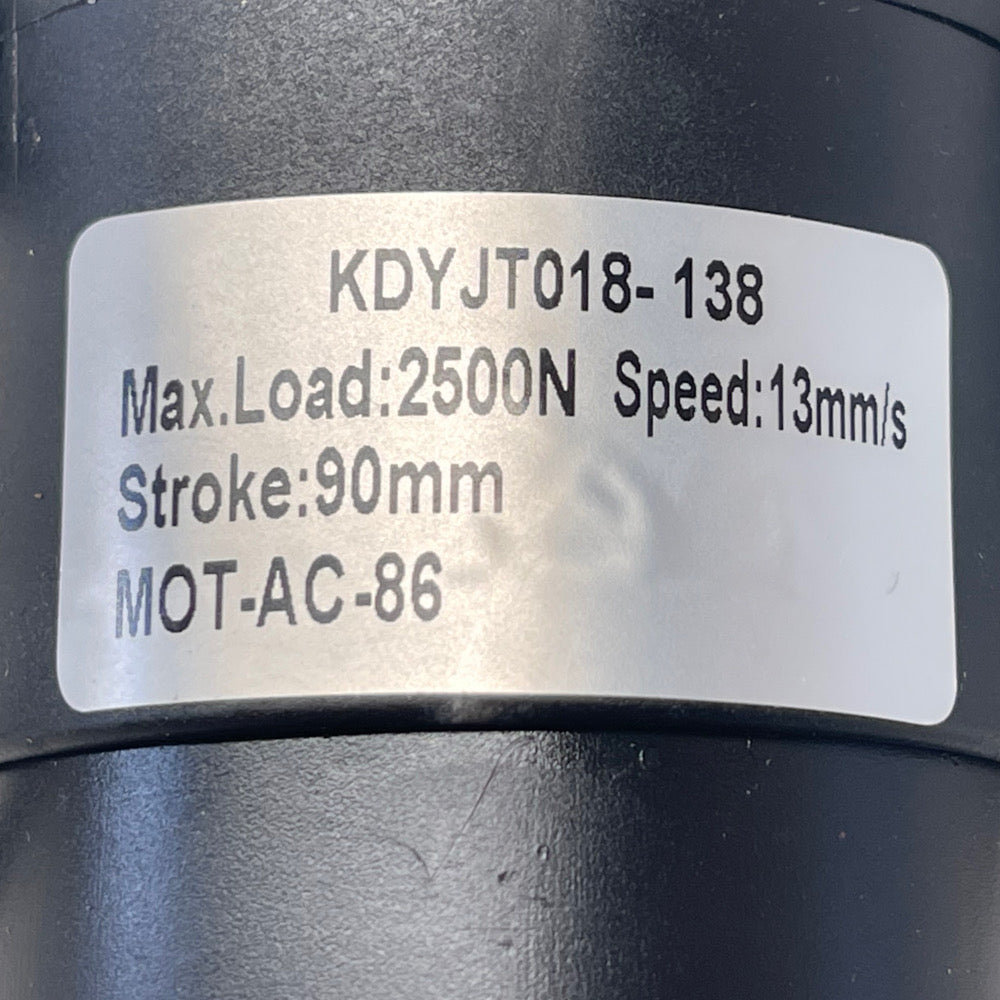 KDYJT018- 138
Max.Load:2500N Speed:13mm/s
Stroke:90mm
MOT-AC-86